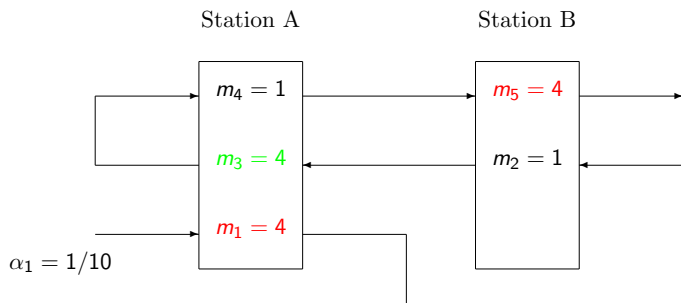 Station A Station B
m₄ = 1 m₅ = 4
m₃ = 4 m₂ = 1
m₁ = 4
α₁ = 1/10